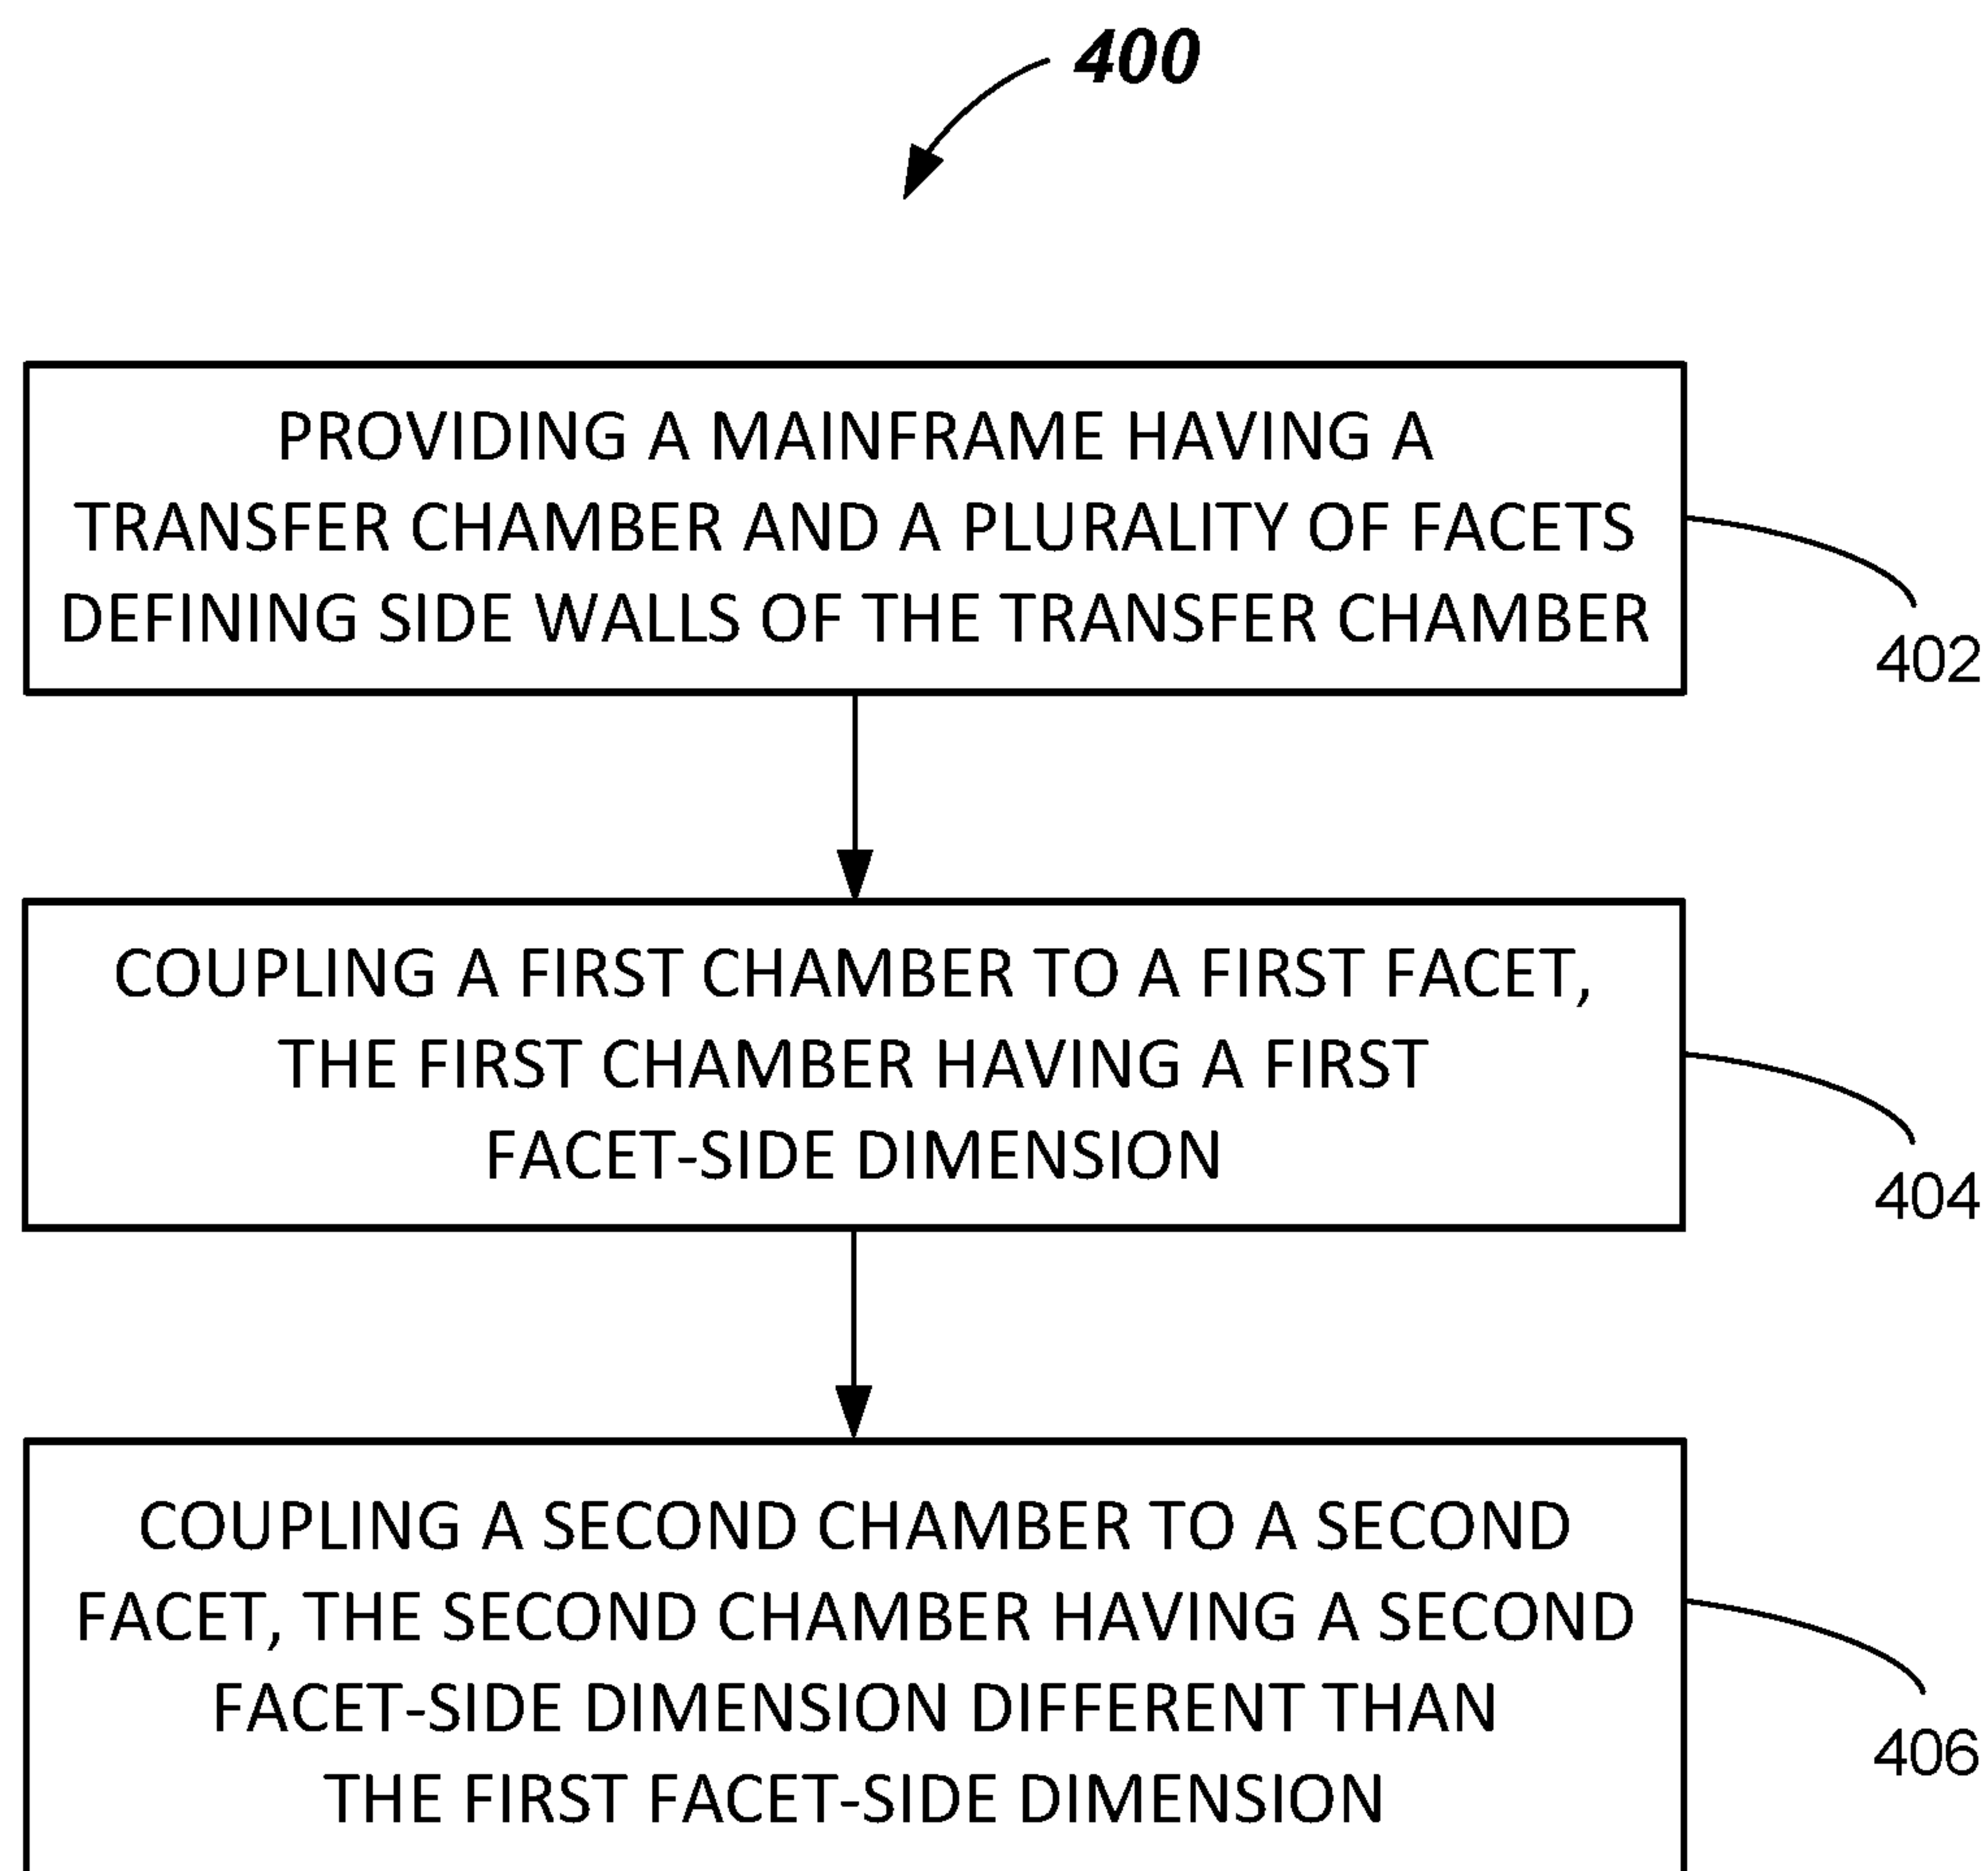 400
PROVIDING A MAINFRAME HAVING A
TRANSFER CHAMBER AND A PLURALITY OF FACETS
DEFINING SIDE WALLS OF THE TRANSFER CHAMBER
402
COUPLING A FIRST CHAMBER TO A FIRST FACET,
THE FIRST CHAMBER HAVING A FIRST
FACET-SIDE DIMENSION
404
COUPLING A SECOND CHAMBER TO A SECOND
FACET, THE SECOND CHAMBER HAVING A SECOND
FACET-SIDE DIMENSION DIFFERENT THAN
THE FIRST FACET-SIDE DIMENSION
406